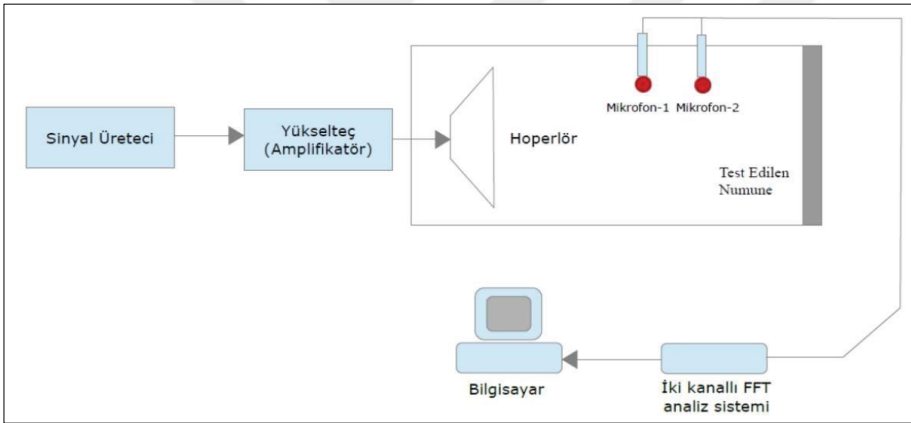 Sinyal Üreteci
Yükselteç
(Amplifikatör)
Hoperlör
Mikrofon-1
Mikrofon-2
Test Edilen
Numune
Bilgisayar
İki kanallı FFT
analiz sistemi